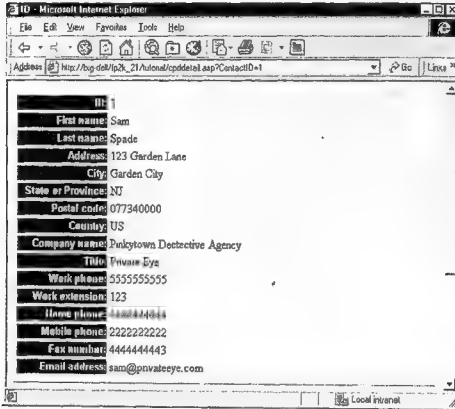 ID - Microsoft Internet Explorer
File Edit View Favorites Tools Help
Address http://bxg-dell/lp2k_21/tutorial/cpddetail.asp?ContactID=1 Go Links »
ID: 1
First name: Sam
Last name: Spade
Address: 123 Garden Lane
City: Garden City
State or Province: NJ
Postal code: 077340000
Country: US
Company name: Pinkytown Dectective Agency
Title: Private Eye
Work phone: 5555555555
Work extension: 123
Home phone:
Mobile phone: 2222222222
Fax number: 4444444443
Email address: sam@privateeye.com
Local intranet